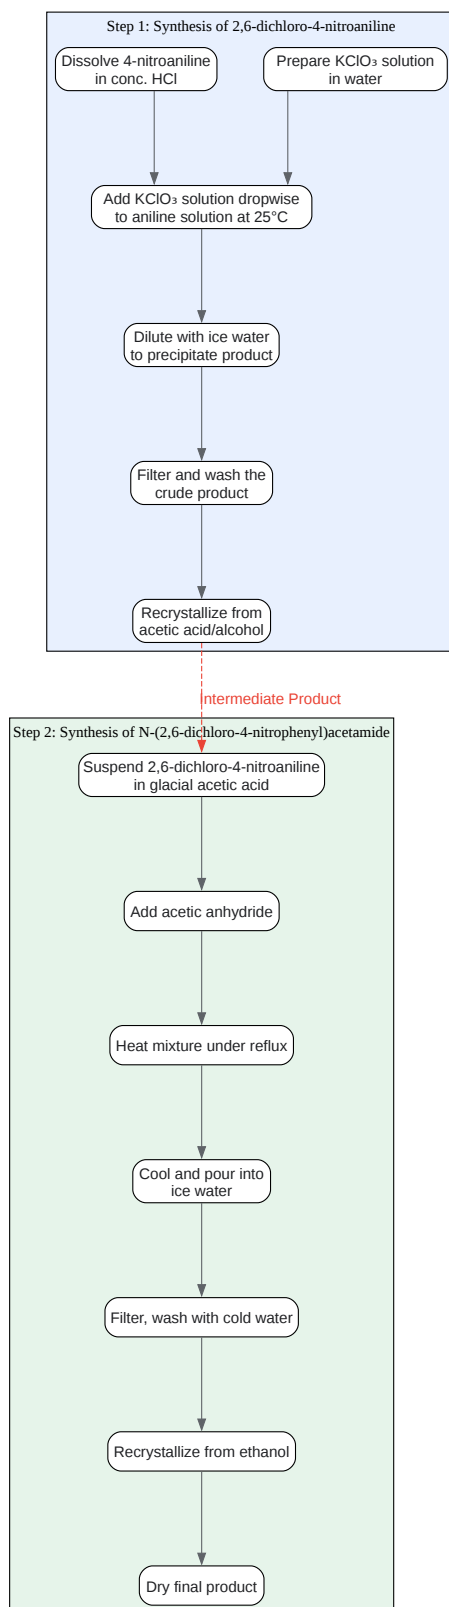 Step 1: Synthesis of 2,6-dichloro-4-nitroaniline
Dissolve 4-nitroaniline
in conc. HCl
Prepare KClO₃ solution
in water
Add KClO₃ solution dropwise
to aniline solution at 25°C
Dilute with ice water
to precipitate product
Filter and wash the
crude product
Recrystallize from
acetic acid/alcohol
Intermediate Product
Step 2: Synthesis of N-(2,6-dichloro-4-nitrophenyl)acetamide
Suspend 2,6-dichloro-4-nitroaniline
in glacial acetic acid
Add acetic anhydride
Heat mixture under reflux
Cool and pour into
ice water
Filter, wash with cold water
Recrystallize from ethanol
Dry final product